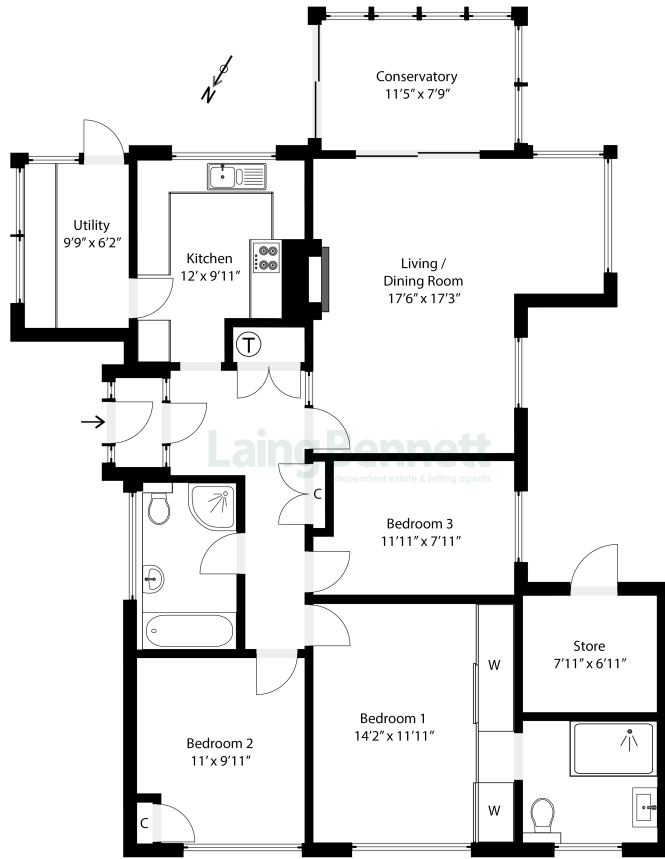 Conservatory
11'5" x 7'9"
N
Utility
9'9" x 6'2"
Kitchen
12' x 9'11"
Living /
Dining Room
17'6" x 17'3"
T
Laing Bennett
independent estate & letting agents
C
Bedroom 3
11'11" x 7'11"
Store
7'11" x 6'11"
W
Bedroom 1
14'2" x 11'11"
Bedroom 2
11' x 9'11"
W
C